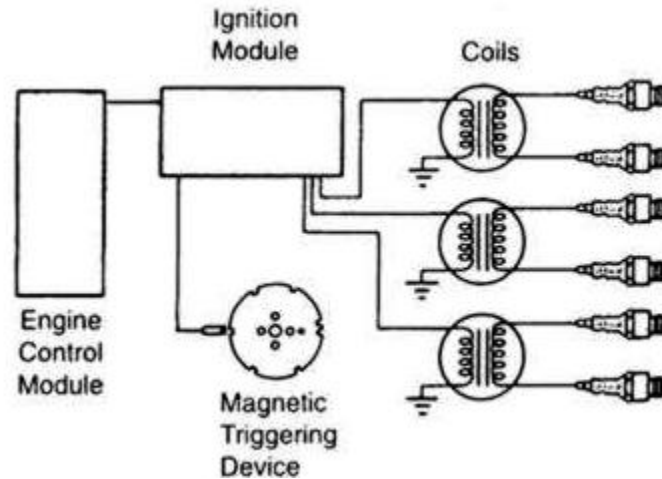 Ignition
Module
Coils
Engine
Control
Module
Magnetic
Triggering
Device